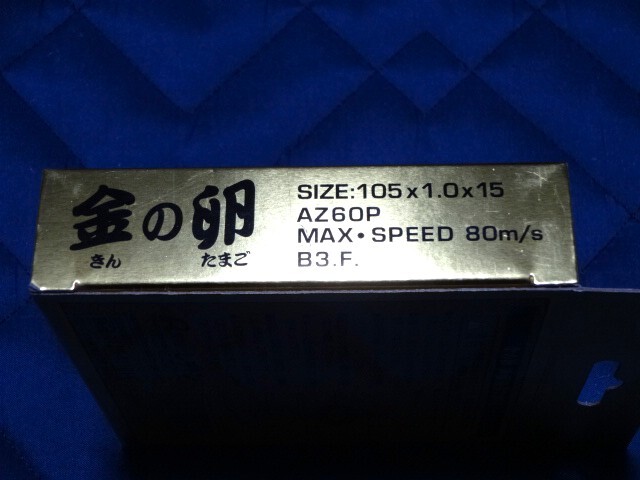 金の卵
きん たまご
SIZE:105x1.0x15
AZ60P
MAX・SPEED 80m/s
B3.F.